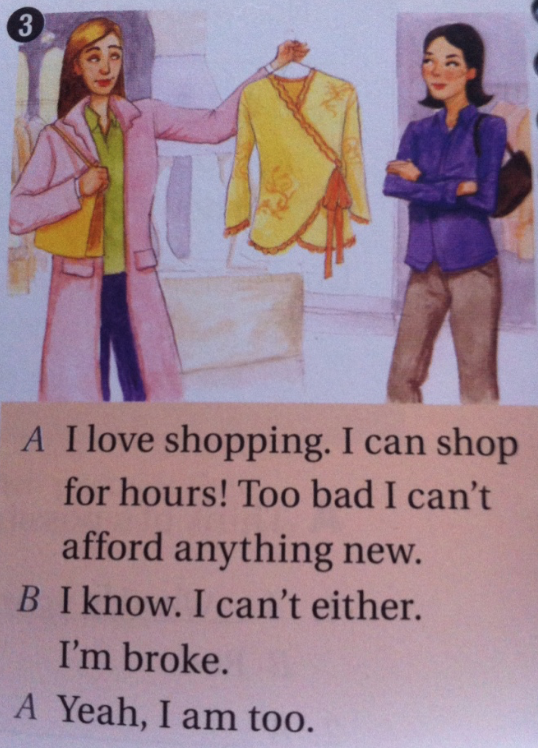 3
A I love shopping. I can shop
for hours! Too bad I can't
afford anything new.
B I know. I can't either.
I'm broke.
A Yeah, I am too.